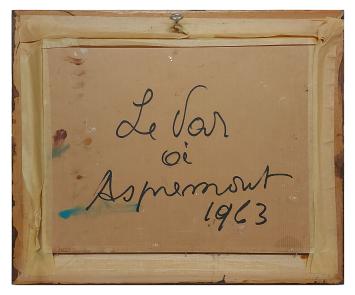 Le Var
à
Aspremont
1963